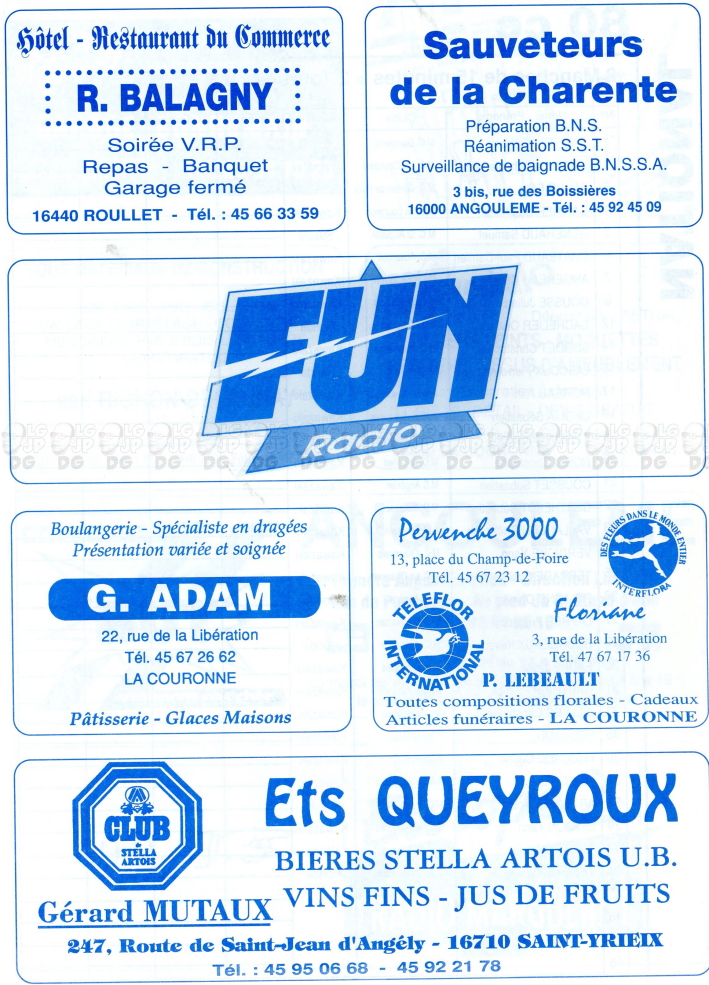 Hôtel - Restaurant du Commerce
R. BALAGNY
Soirée V.R.P.
Repas - Banquet
Garage fermé
16440 ROULLET - Tél. : 45 66 33 59
Sauveteurs
de la Charente
Préparation B.N.S.
Réanimation S.S.T.
Surveillance de baignade B.N.S.S.A.
3 bis, rue des Boissières
16000 ANGOULEME - Tél. : 45 92 45 09
FUN
Radio
Boulangerie - Spécialiste en dragées
Présentation variée et soignée
G. ADAM
22, rue de la Libération
Tél. 45 67 26 62
LA COURONNE
Pâtisserie - Glaces Maisons
Pervenche 3000
13, place du Champ-de-Foire
Tél. 45 67 23 12
DES FLEURS DANS LE MONDE ENTIER
INTERFLORA
TELEFLOR
INTERNATIONAL
Floriane
3, rue de la Libération
Tél. 47 67 17 36
P. LEBEAULT
Toutes compositions florales - Cadeaux
Articles funéraires - LA COURONNE
CLUB
de
STELLA
ARTOIS
Gérard MUTAUX
Ets QUEYROUX
BIERES STELLA ARTOIS U.B.
VINS FINS - JUS DE FRUITS
247, Route de Saint-Jean d'Angély - 16710 SAINT-YRIEIX
Tél. : 45 95 06 68 - 45 92 21 78